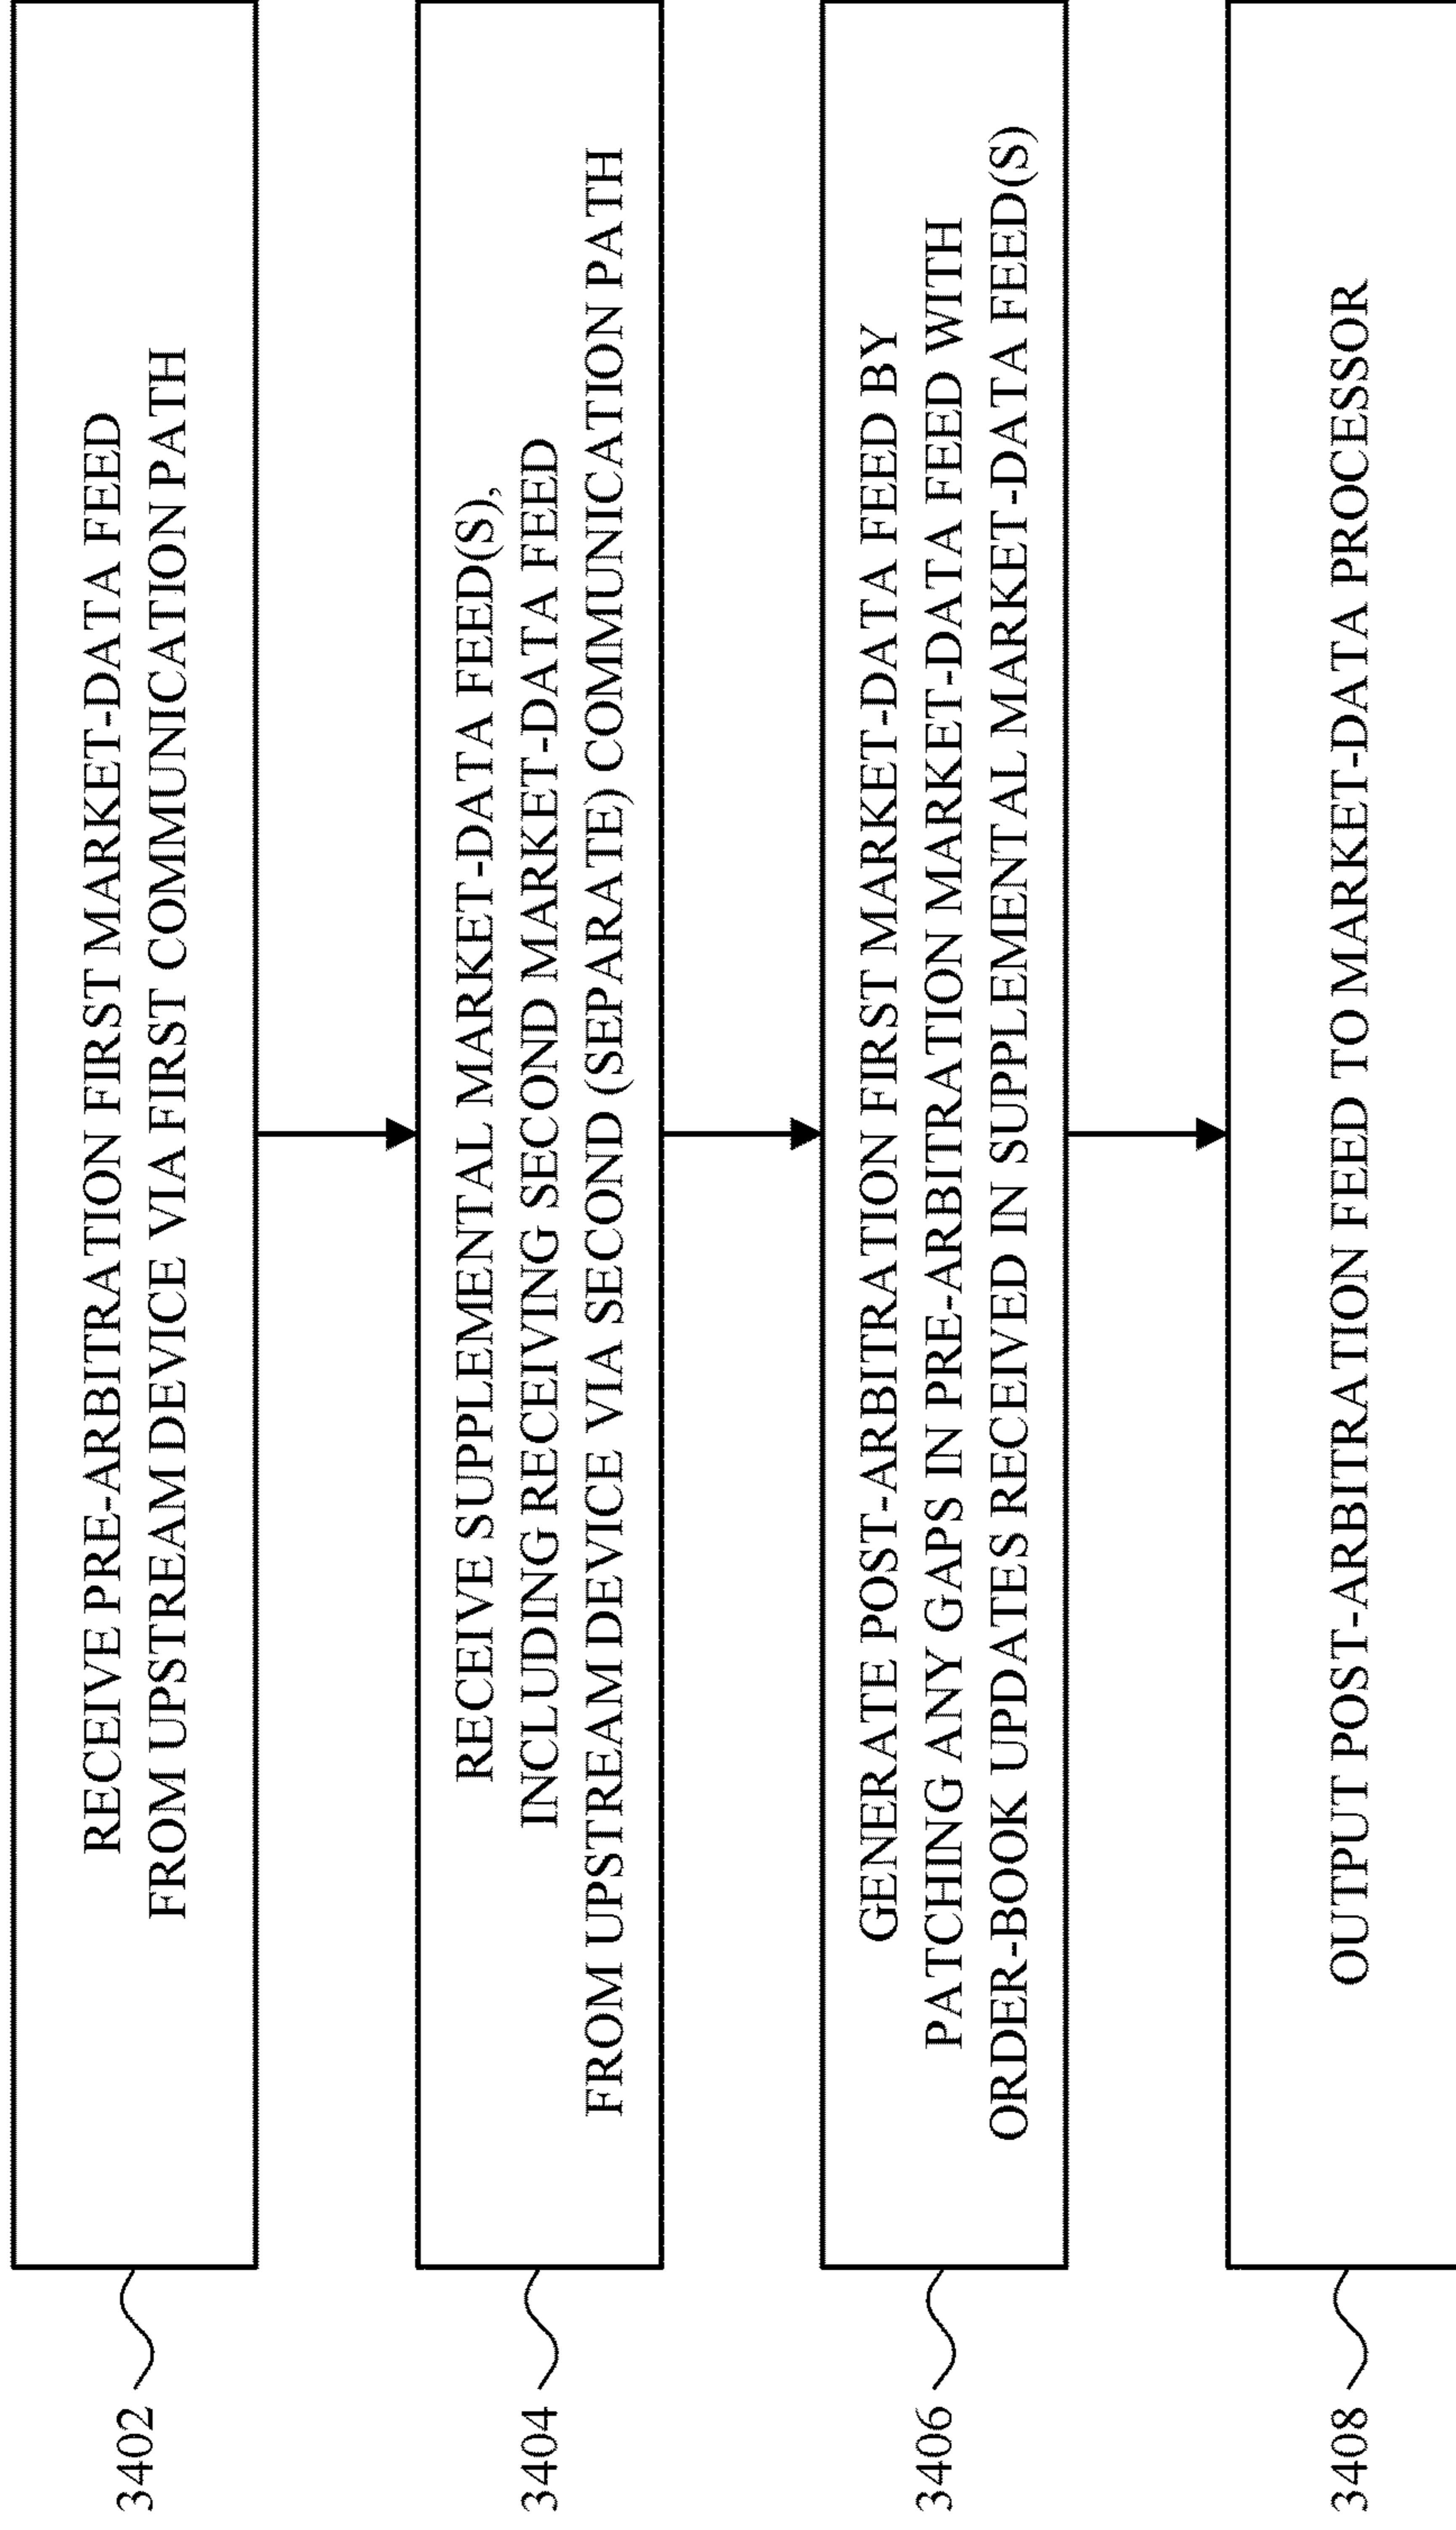 3402
RECEIVE PRE-ARBITRATION FIRST MARKET-DATA FEED
FROM UPSTREAM DEVICE VIA FIRST COMMUNICATION PATH
3404
RECEIVE SUPPLEMENTAL MARKET-DATA FEED(S),
INCLUDING RECEIVING SECOND MARKET-DATA FEED
FROM UPSTREAM DEVICE VIA SECOND (SEPARATE) COMMUNICATION PATH
3406
GENERATE POST-ARBITRATION FIRST MARKET-DATA FEED BY
PATCHING ANY GAPS IN PRE-ARBITRATION MARKET-DATA FEED WITH
ORDER-BOOK UPDATES RECEIVED IN SUPPLEMENTAL MARKET-DATA FEED(S)
3408
OUTPUT POST-ARBITRATION FEED TO MARKET-DATA PROCESSOR